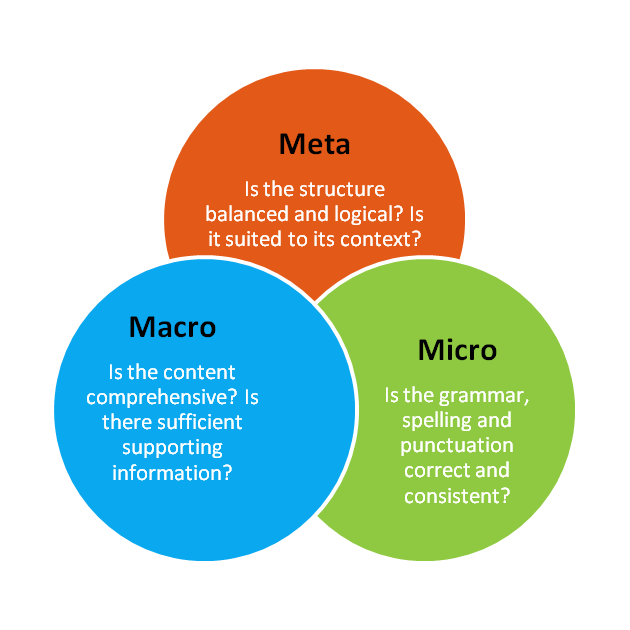 Meta
Is the structure
balanced and logical? Is
it suited to its context?
Macro
Is the content
comprehensive? Is
there sufficient
supporting
information?
Micro
Is the grammar,
spelling and
punctuation
correct and
consistent?